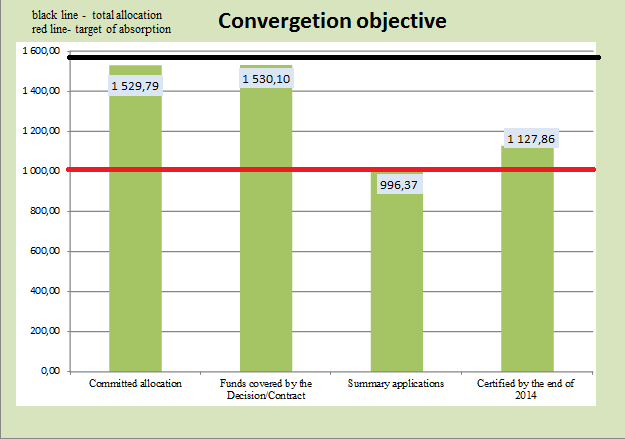 black line - total allocation
red line- target of absorption
Convergetion objective
1 600,00
1 400,00
1 200,00
1 000,00
800,00
600,00
400,00
200,00
0,00
1 529,79
1 530,10
996,37
1 127,86
Committed allocation
Funds covered by the
Decision/Contract
Summary applications
Certified by the end of
2014